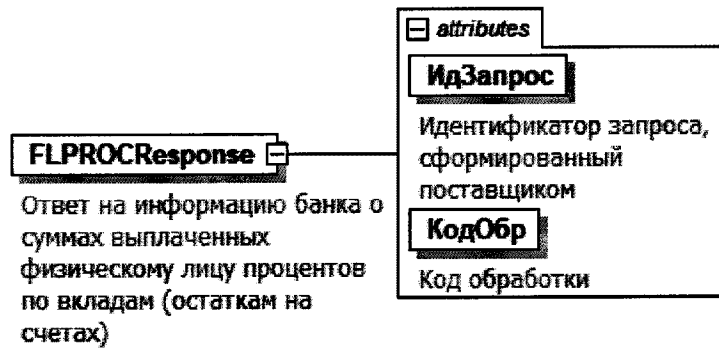 attributes
ИдЗапрос
Идентификатор запроса,
сформированный
поставщиком
FLPROCResponse
Ответ на информацию банка о
суммах выплаченных
физическому лицу процентов
по вкладам (остаткам на
счетах)
КодОбр
Код обработки